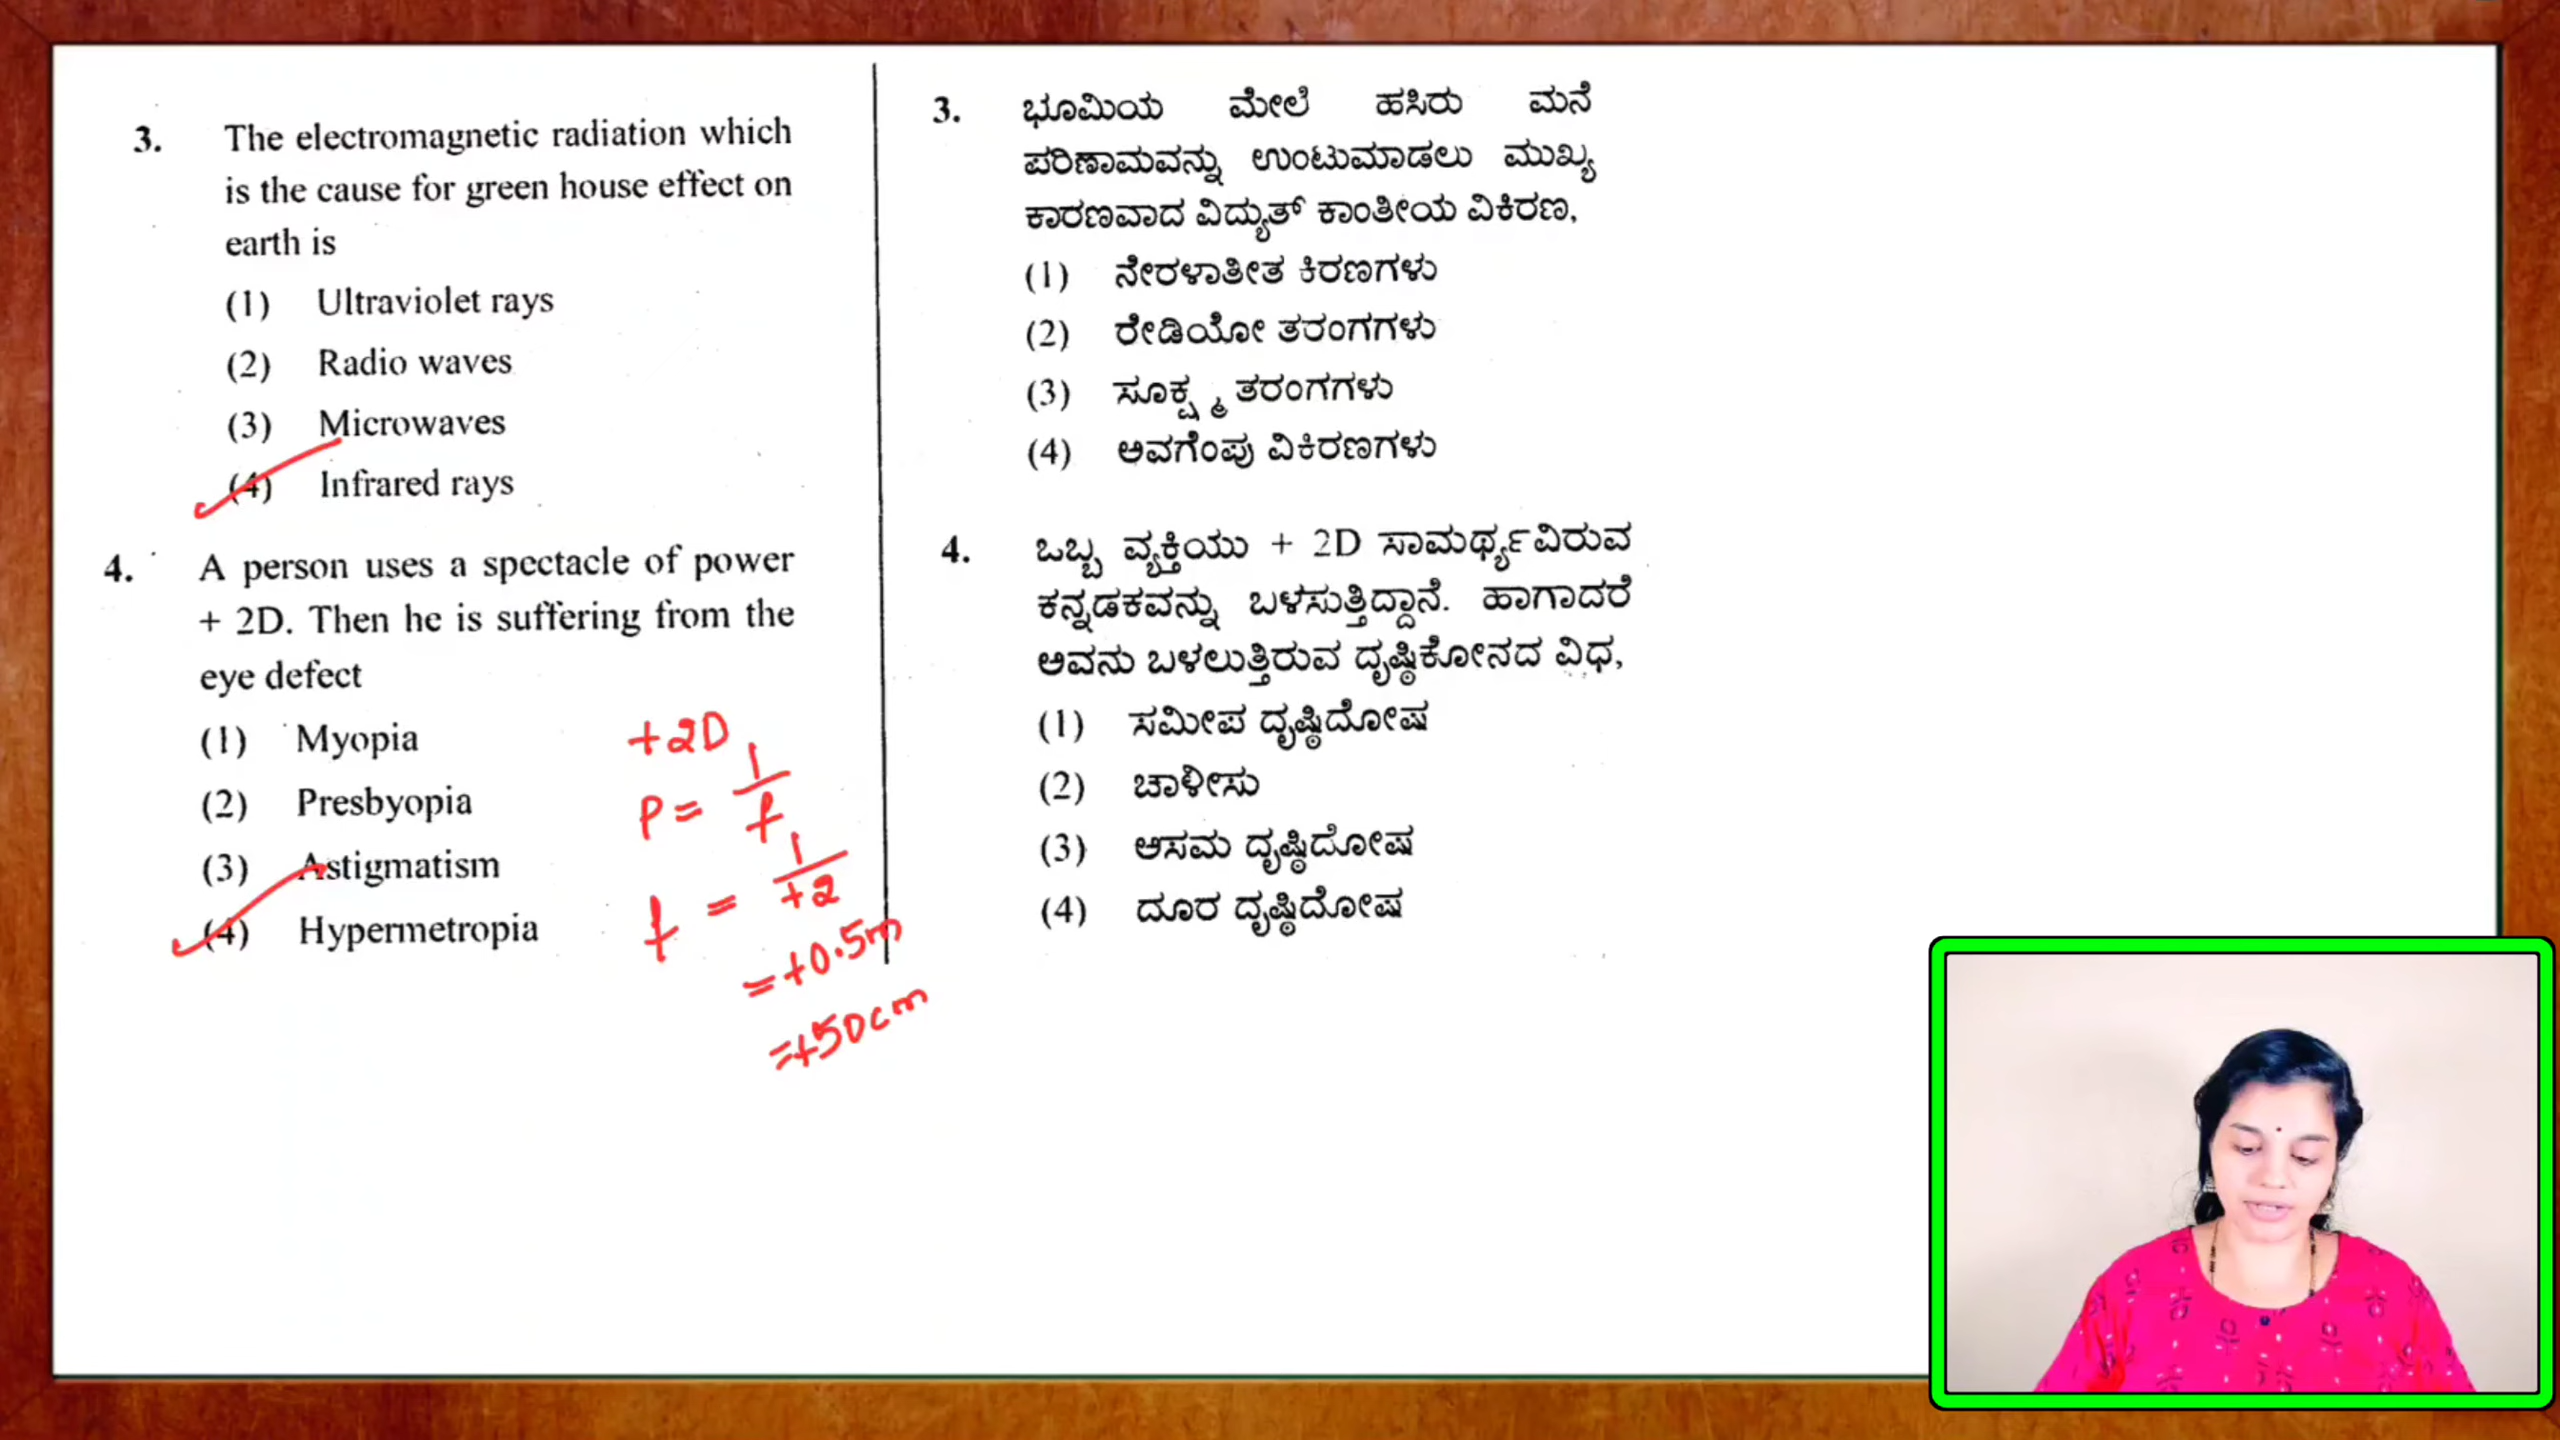 3. The electromagnetic radiation which
is the cause for green house effect on
earth is
(1) Ultraviolet rays
(2) Radio waves
(3) Microwaves
(4) Infrared rays
4. A person uses a spectacle of power
+ 2D. Then he is suffering from the
eye defect
(1) Myopia
(2) Presbyopia
(3) Astigmatism
(4) Hypermetropia
+2D
P = 1/f
f = 1/+2
= +0.5m
= +50cm
3. ಭೂಮಿಯ ಮೇಲೆ ಹಸಿರು ಮನೆ
ಪರಿಣಾಮವನ್ನು ಉಂಟುಮಾಡಲು ಮುಖ್ಯ
ಕಾರಣವಾದ ವಿದ್ಯುತ್ ಕಾಂತೀಯ ವಿಕಿರಣ,
(1) ನೇರಳಾತೀತ ಕಿರಣಗಳು
(2) ರೇಡಿಯೋ ತರಂಗಗಳು
(3) ಸೂಕ್ಷ್ಮ ತರಂಗಗಳು
(4) ಅವಗೆಂಪು ವಿಕಿರಣಗಳು
4. ಒಬ್ಬ ವ್ಯಕ್ತಿಯು + 2D ಸಾಮರ್ಥ್ಯವಿರುವ
ಕನ್ನಡಕವನ್ನು ಬಳಸುತ್ತಿದ್ದಾನೆ. ಹಾಗಾದರೆ
ಅವನು ಬಳಲುತ್ತಿರುವ ದೃಷ್ಠಿಕೋನದ ವಿಧ,
(1) ಸಮೀಪ ದೃಷ್ಠಿದೋಷ
(2) ಚಾಳೀಸು
(3) ಅಸಮ ದೃಷ್ಠಿದೋಷ
(4) ದೂರ ದೃಷ್ಠಿದೋಷ